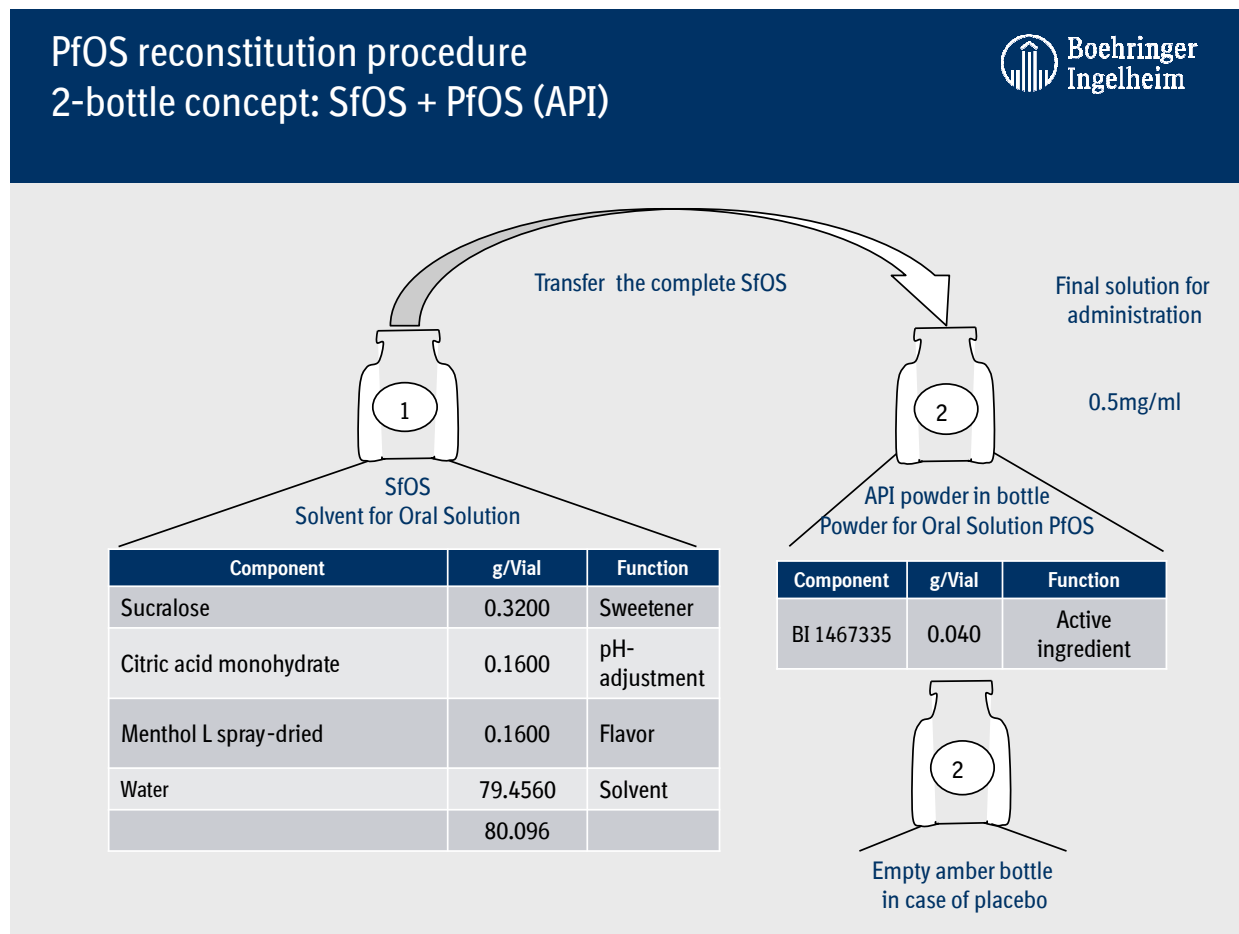 PfOS reconstitution procedure
2-bottle concept: SfOS + PfOS (API)
Boehringer
Ingelheim
Transfer the complete SfOS
Final solution for
administration
0.5mg/ml
1
2
SfOS
Solvent for Oral Solution
API powder in bottle
Powder for Oral Solution PfOS
Component g/Vial Function
Sucralose 0.3200 Sweetener
Citric acid monohydrate 0.1600 pH-
adjustment
Menthol L spray-dried 0.1600 Flavor
Water 79.4560 Solvent
80.096
Component g/Vial Function
BI 1467335 0.040 Active
ingredient
2
Empty amber bottle
in case of placebo